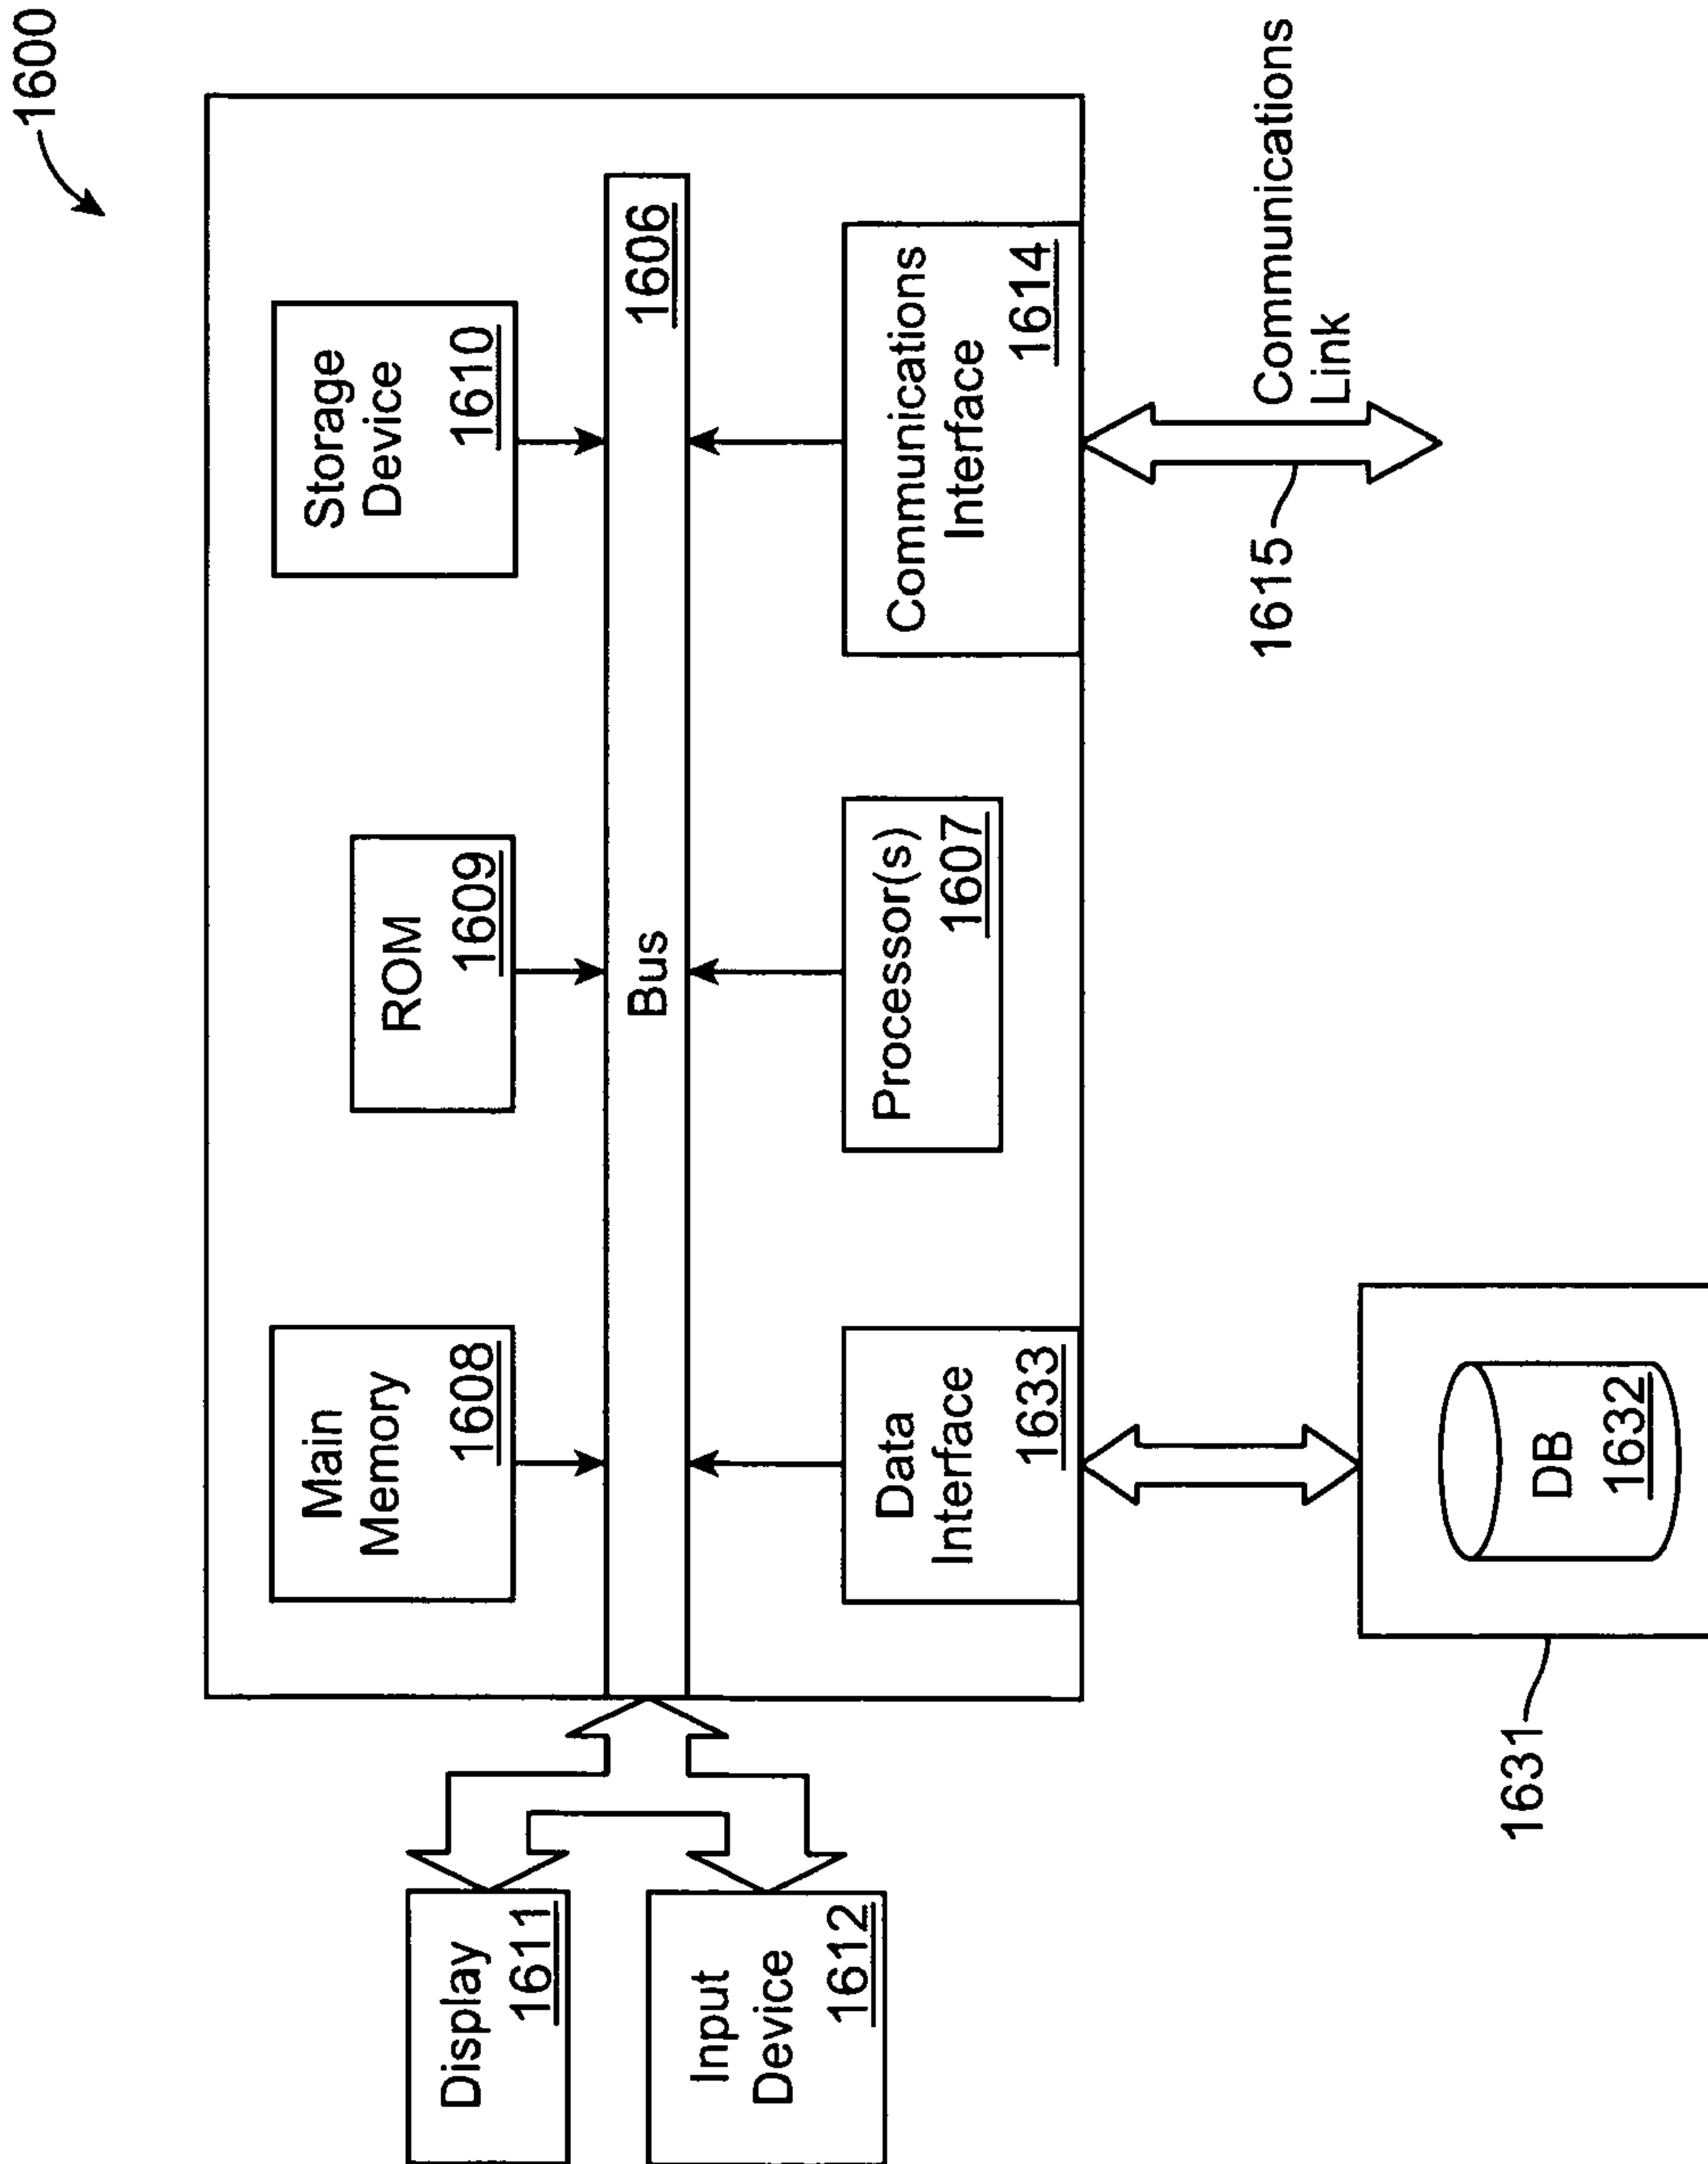 1600
Main
Memory
1608
ROM
1609
Storage
Device
1610
Display
1611
Bus
1606
Input
Device
1612
Data
Interface
1633
Processor(s)
1607
Communications
Interface
1614
1615
Communications
Link
1631
DB
1632